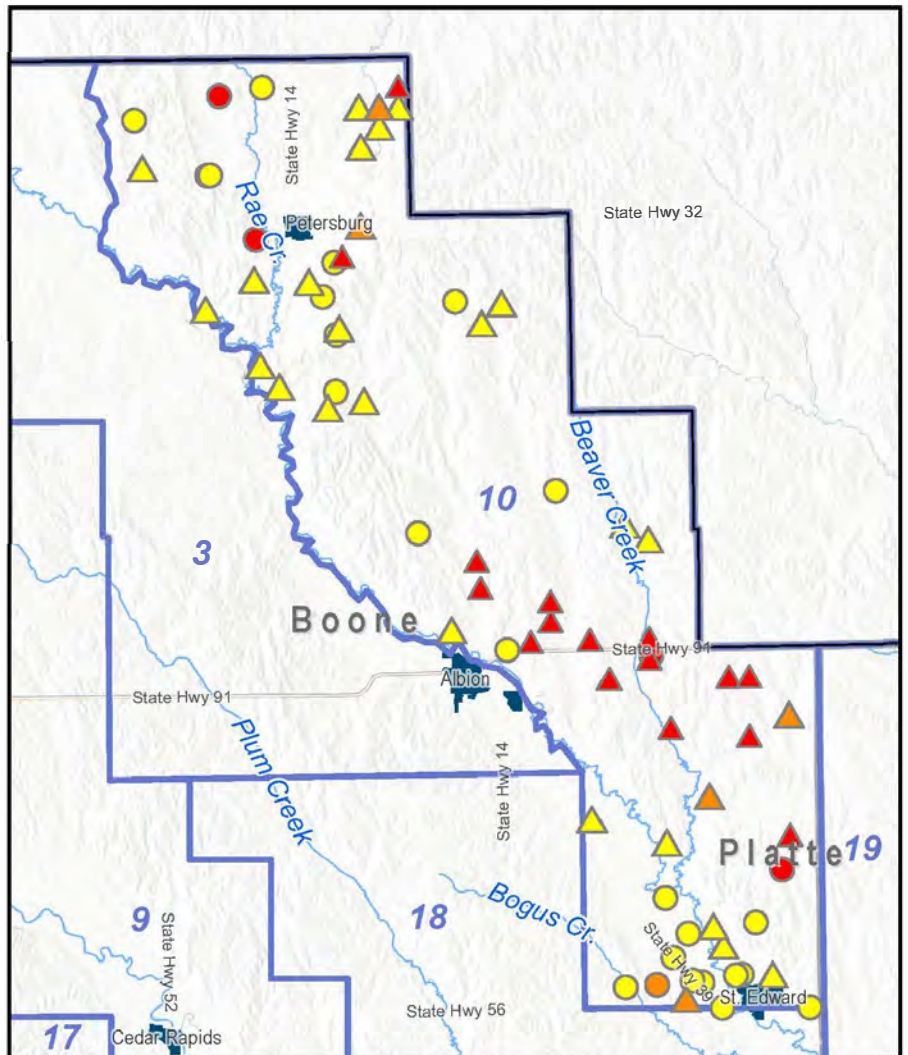 State Hwy 14
Rae Cr.
Petersburg
State Hwy 32
Beaver Creek
10
3
Boone
State Hwy 91
Albion
State Hwy 91
Plum Creek
State Hwy 14
Platte
19
Bogus Cr.
9
18
State Hwy 52
State Hwy 39
St. Edward
State Hwy 56
17
Cedar Rapids